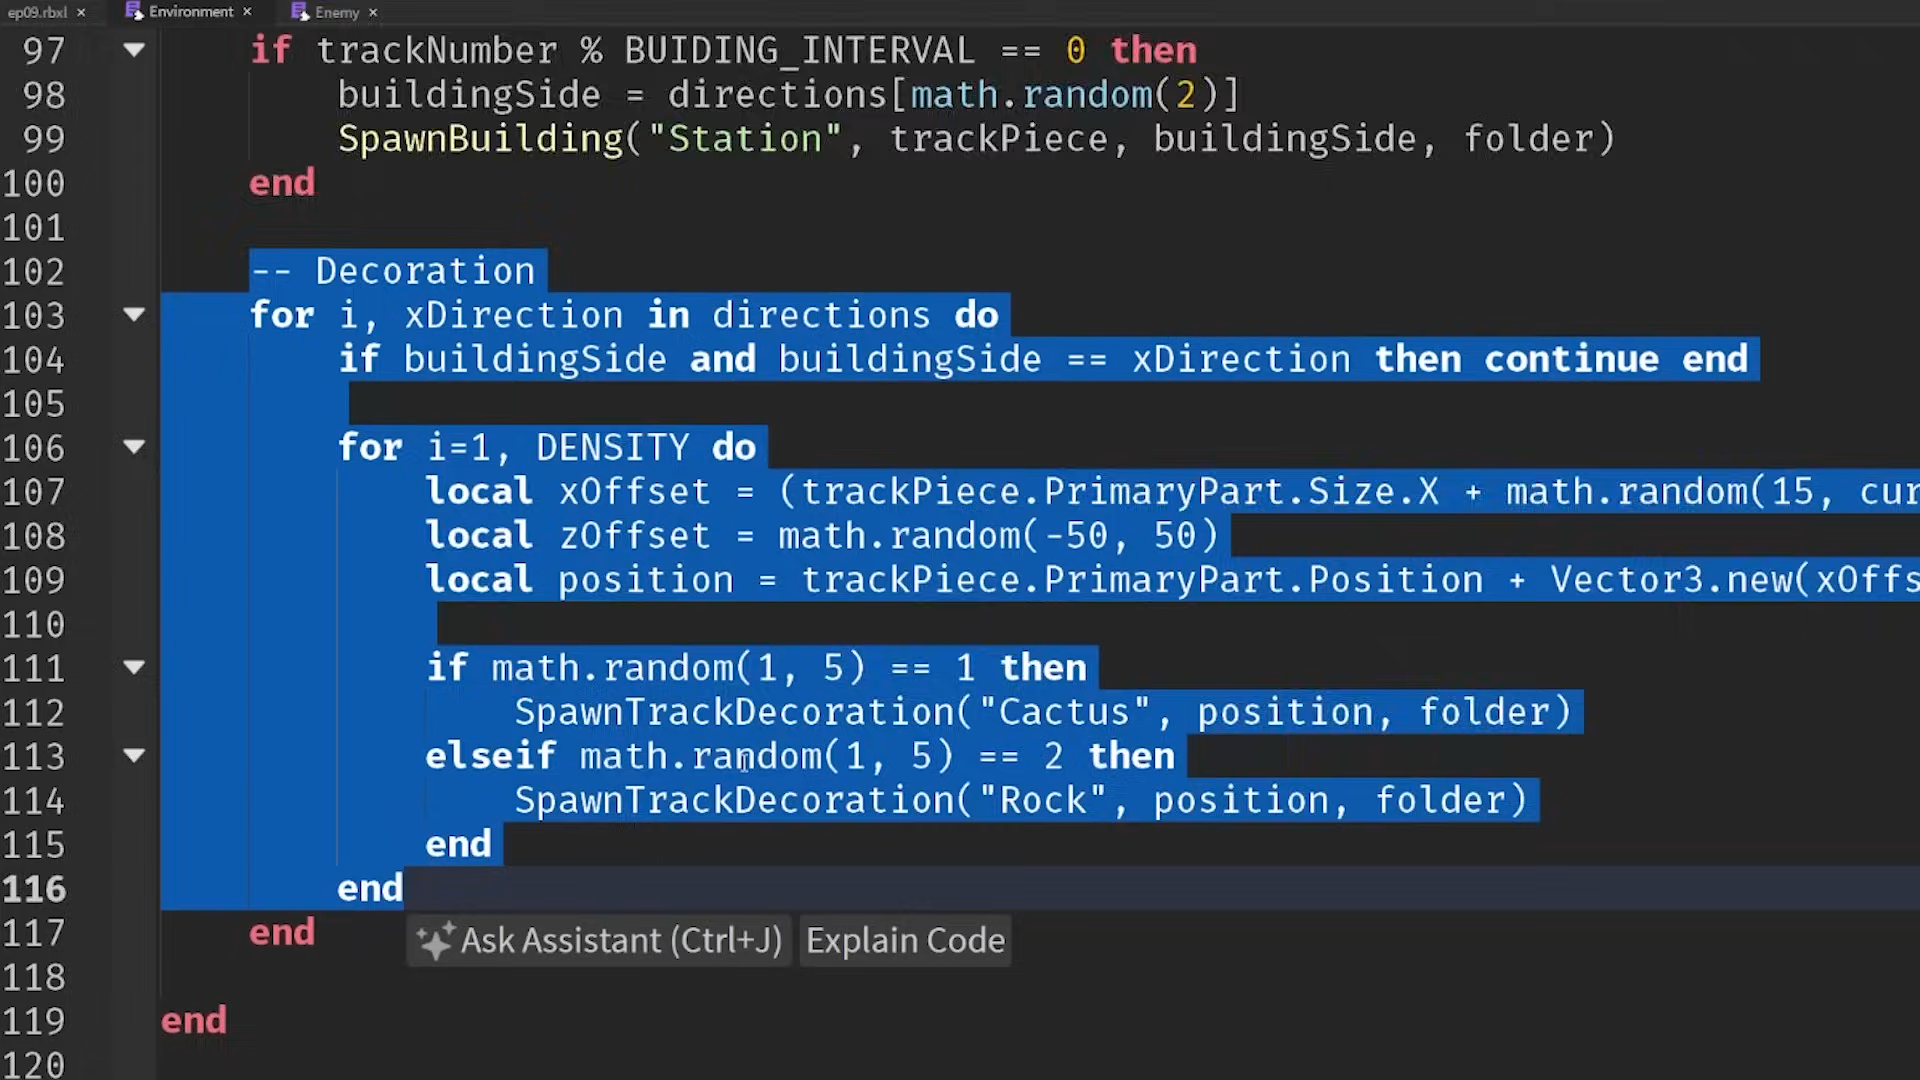 ep09.rbxl × Environment × Enemy ×
97 if trackNumber % BUIDING_INTERVAL == 0 then
98 buildingSide = directions[math.random(2)]
99 SpawnBuilding("Station", trackPiece, buildingSide, folder)
100 end
101
102 -- Decoration
103 for i, xDirection in directions do
104 if buildingSide and buildingSide == xDirection then continue end
105
106 for i=1, DENSITY do
107 local xOffset = (trackPiece.PrimaryPart.Size.X + math.random(15, cur
108 local zOffset = math.random(-50, 50)
109 local position = trackPiece.PrimaryPart.Position + Vector3.new(xOffs
110
111 if math.random(1, 5) == 1 then
112 SpawnTrackDecoration("Cactus", position, folder)
113 elseif math.random(1, 5) == 2 then
114 SpawnTrackDecoration("Rock", position, folder)
115 end
116 end
117 end
Ask Assistant (Ctrl+J) Explain Code
118
119 end
120